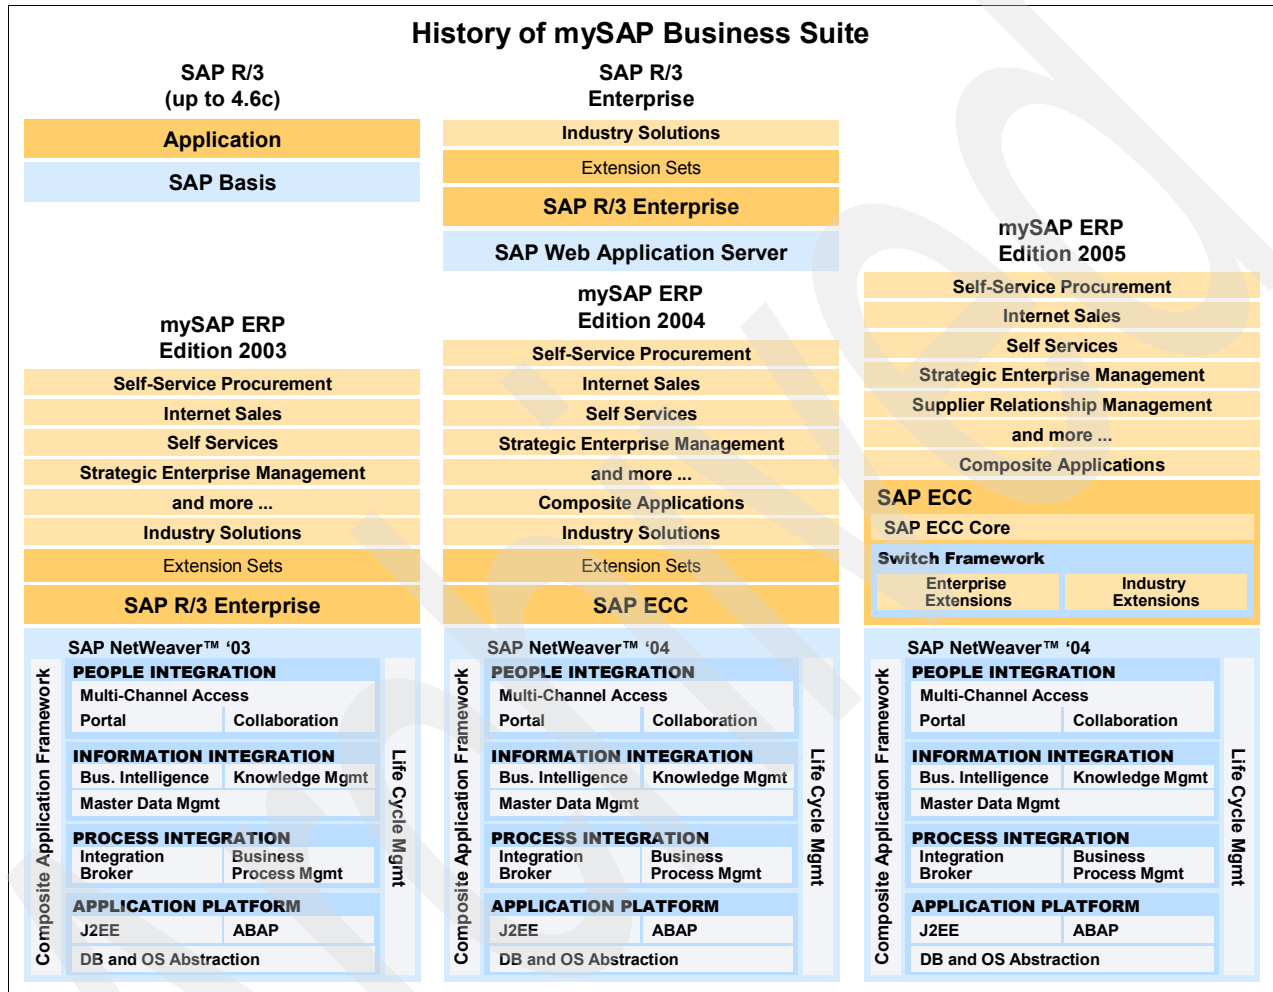 History of mySAP Business Suite
SAP R/3
(up to 4.6c)
Application
SAP Basis
SAP R/3
Enterprise
Industry Solutions
Extension Sets
SAP R/3 Enterprise
SAP Web Application Server
mySAP ERP
Edition 2003
Self-Service Procurement
Internet Sales
Self Services
Strategic Enterprise Management
and more ...
Industry Solutions
Extension Sets
SAP R/3 Enterprise
SAP NetWeaver™ ‘03
Composite Application Framework
PEOPLE INTEGRATION
Multi-Channel Access
Portal
Collaboration
INFORMATION INTEGRATION
Bus. Intelligence
Knowledge Mgmt
Master Data Mgmt
PROCESS INTEGRATION
Integration
Broker
Business
Process Mgmt
APPLICATION PLATFORM
J2EE
ABAP
DB and OS Abstraction
Life Cycle Mgmt
mySAP ERP
Edition 2004
Self-Service Procurement
Internet Sales
Self Services
Strategic Enterprise Management
and more ...
Composite Applications
Industry Solutions
Extension Sets
SAP ECC
SAP NetWeaver™ ‘04
Composite Application Framework
PEOPLE INTEGRATION
Multi-Channel Access
Portal
Collaboration
INFORMATION INTEGRATION
Bus. Intelligence
Knowledge Mgmt
Master Data Mgmt
PROCESS INTEGRATION
Integration
Broker
Business
Process Mgmt
APPLICATION PLATFORM
J2EE
ABAP
DB and OS Abstraction
Life Cycle Mgmt
mySAP ERP
Edition 2005
Self-Service Procurement
Internet Sales
Self Services
Strategic Enterprise Management
Supplier Relationship Management
and more ...
Composite Applications
SAP ECC
SAP ECC Core
Switch Framework
Enterprise
Extensions
Industry
Extensions
SAP NetWeaver™ ‘04
Composite Application Framework
PEOPLE INTEGRATION
Multi-Channel Access
Portal
Collaboration
INFORMATION INTEGRATION
Bus. Intelligence
Knowledge Mgmt
Master Data Mgmt
PROCESS INTEGRATION
Integration
Broker
Business
Process Mgmt
APPLICATION PLATFORM
J2EE
ABAP
DB and OS Abstraction
Life Cycle Mgmt